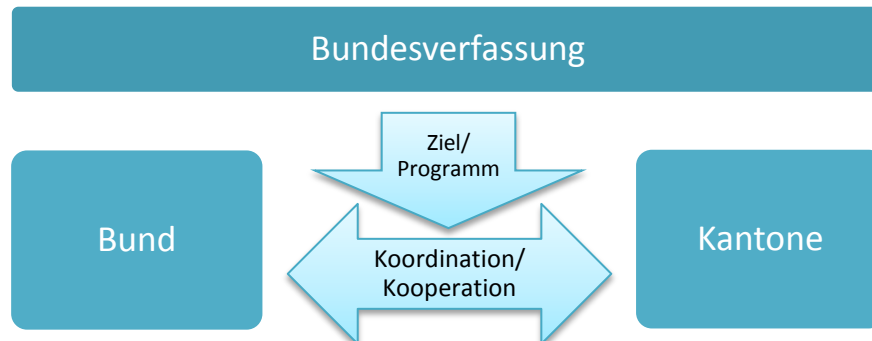 Bundesverfassung
Ziel/
Programm
Bund
Koordination/
Kooperation
Kantone